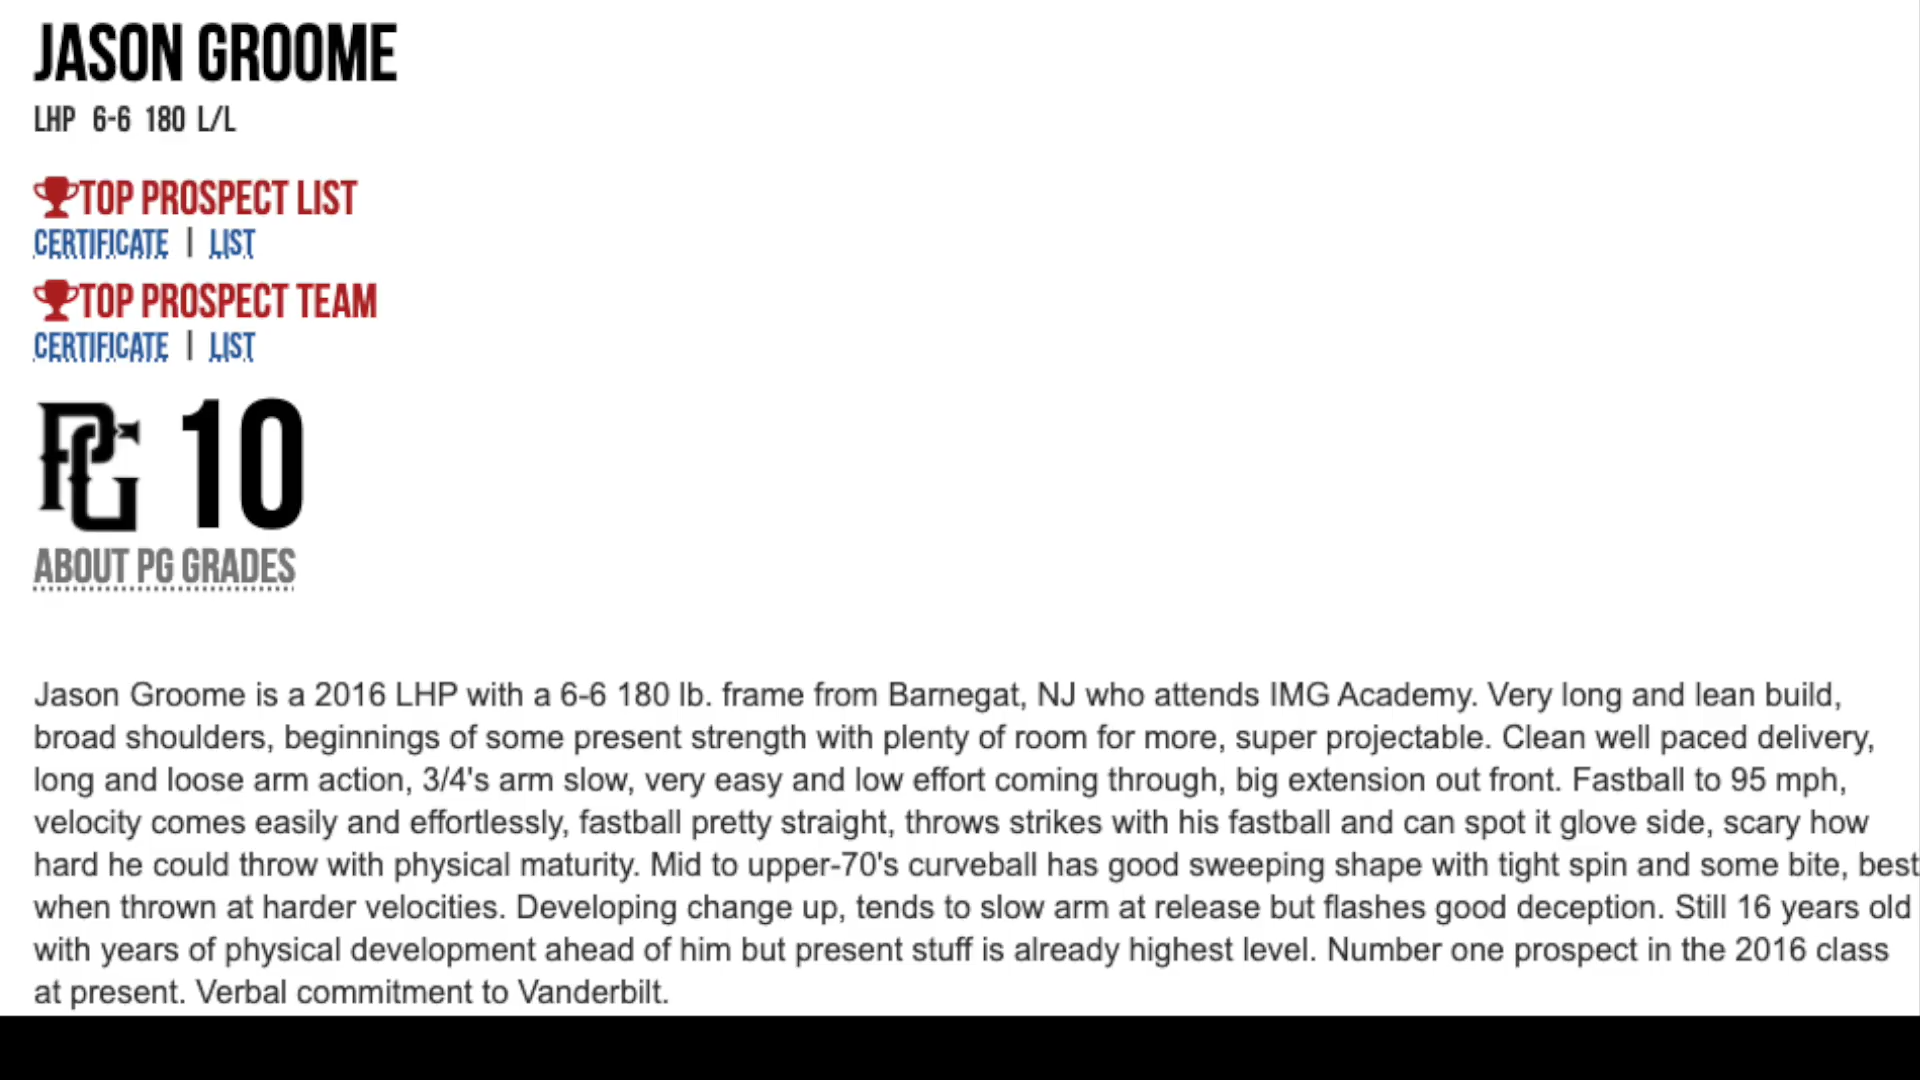 JASON GROOME
LHP 6-6 180 L/L
TOP PROSPECT LIST
CERTIFICATE | LIST
TOP PROSPECT TEAM
CERTIFICATE | LIST
PG 10
ABOUT PG GRADES
Jason Groome is a 2016 LHP with a 6-6 180 lb. frame from Barnegat, NJ who attends IMG Academy. Very long and lean build,
broad shoulders, beginnings of some present strength with plenty of room for more, super projectable. Clean well paced delivery,
long and loose arm action, 3/4's arm slow, very easy and low effort coming through, big extension out front. Fastball to 95 mph,
velocity comes easily and effortlessly, fastball pretty straight, throws strikes with his fastball and can spot it glove side, scary how
hard he could throw with physical maturity. Mid to upper-70's curveball has good sweeping shape with tight spin and some bite, best
when thrown at harder velocities. Developing change up, tends to slow arm at release but flashes good deception. Still 16 years old
with years of physical development ahead of him but present stuff is already highest level. Number one prospect in the 2016 class
at present. Verbal commitment to Vanderbilt.